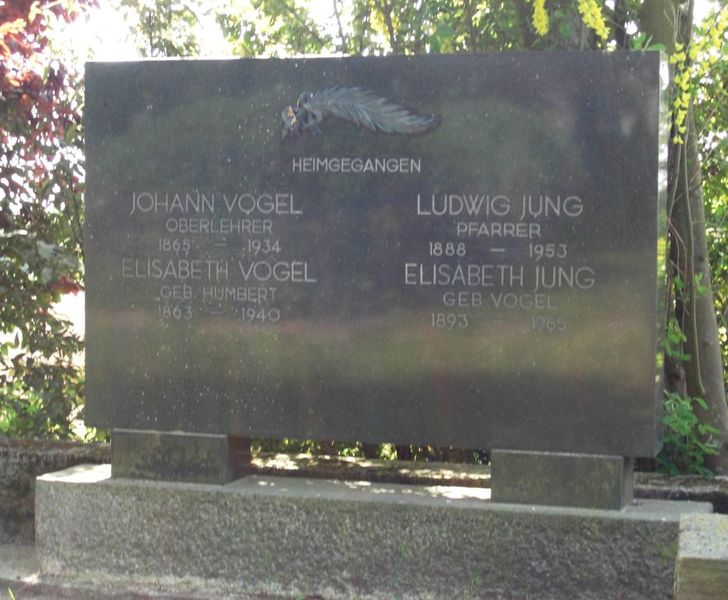 HEIMGEGANGEN
JOHANN VOGEL
OBERLEHRER
1865 – 1934
ELISABETH VOGEL
GEB. HUMBERT
1863 – 1940
LUDWIG JUNG
PFARRER
1888 – 1953
ELISABETH JUNG
GEB VOGEL
1893 – 1965